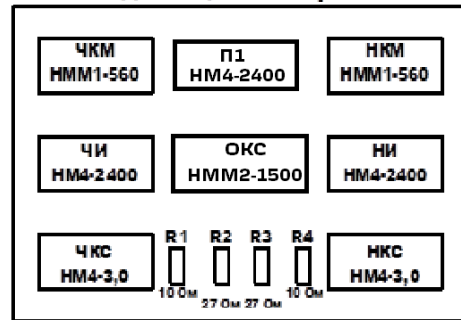 ЧКМ
НММ1-560
П1
НМ4-2400
НКМ
НММ1-560
ЧИ
НМ4-2400
ОКС
НММ2-1500
НИ
НМ4-2400
ЧКС
НМ4-3,0
R1 R2 R3 R4
10 Ом 27 Ом 27 Ом 10 Ом
НКС
НМ4-3,0